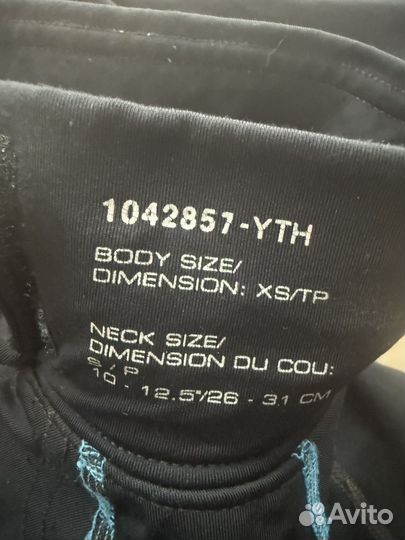 1042857-YTH
BODY SIZE/
DIMENSION: XS/TP
NECK SIZE/
DIMENSION DU COU:
S / P
10 - 12.5"/26 - 31 CM
Avito